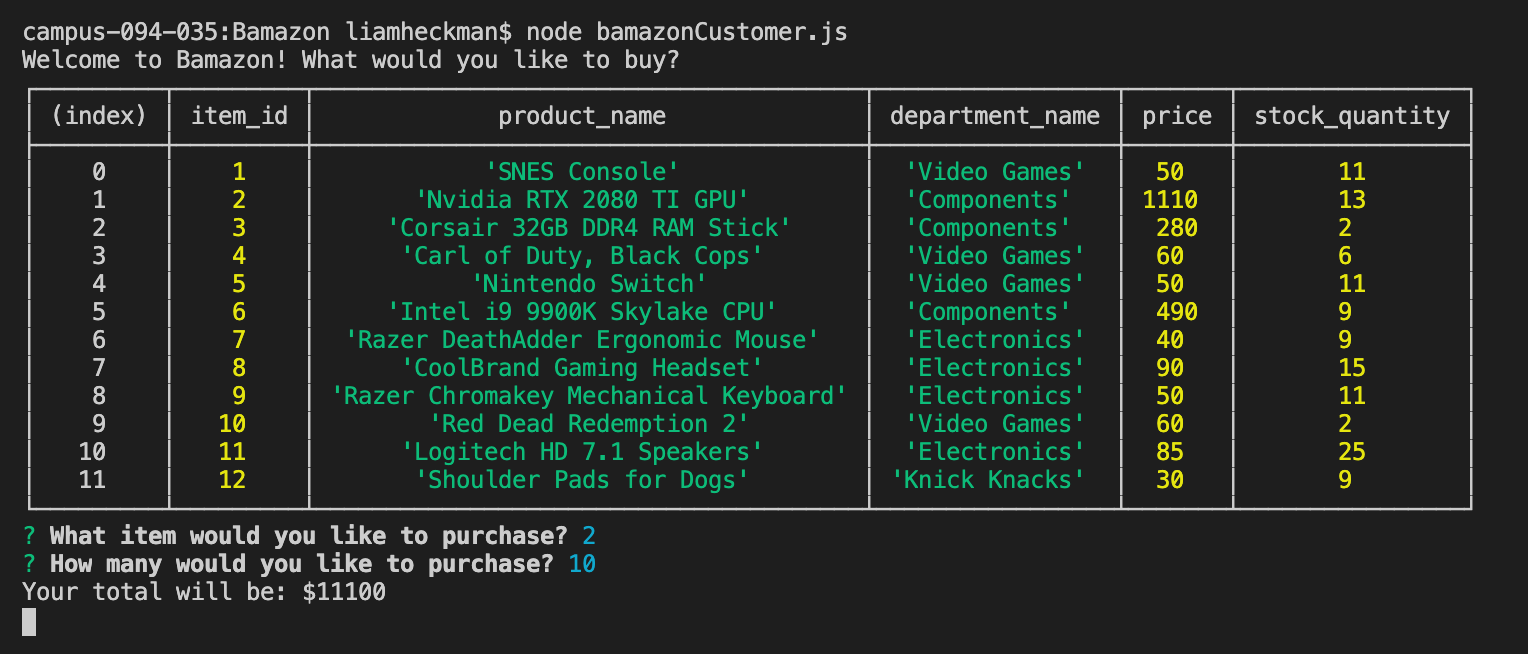 campus-094-035:Bamazon liamheckman$ node bamazonCustomer.js
Welcome to Bamazon! What would you like to buy?
(index) item_id product_name department_name price stock_quantity
0 1 'SNES Console' 'Video Games' 50 11
1 2 'Nvidia RTX 2080 TI GPU' 'Components' 1110 13
2 3 'Corsair 32GB DDR4 RAM Stick' 'Components' 280 2
3 4 'Carl of Duty, Black Cops' 'Video Games' 60 6
4 5 'Nintendo Switch' 'Video Games' 50 11
5 6 'Intel i9 9900K Skylake CPU' 'Components' 490 9
6 7 'Razer DeathAdder Ergonomic Mouse' 'Electronics' 40 9
7 8 'CoolBrand Gaming Headset' 'Electronics' 90 15
8 9 'Razer Chromakey Mechanical Keyboard' 'Electronics' 50 11
9 10 'Red Dead Redemption 2' 'Video Games' 60 2
10 11 'Logitech HD 7.1 Speakers' 'Electronics' 85 25
11 12 'Shoulder Pads for Dogs' 'Knick Knacks' 30 9
? What item would you like to purchase? 2
? How many would you like to purchase? 10
Your total will be: $11100